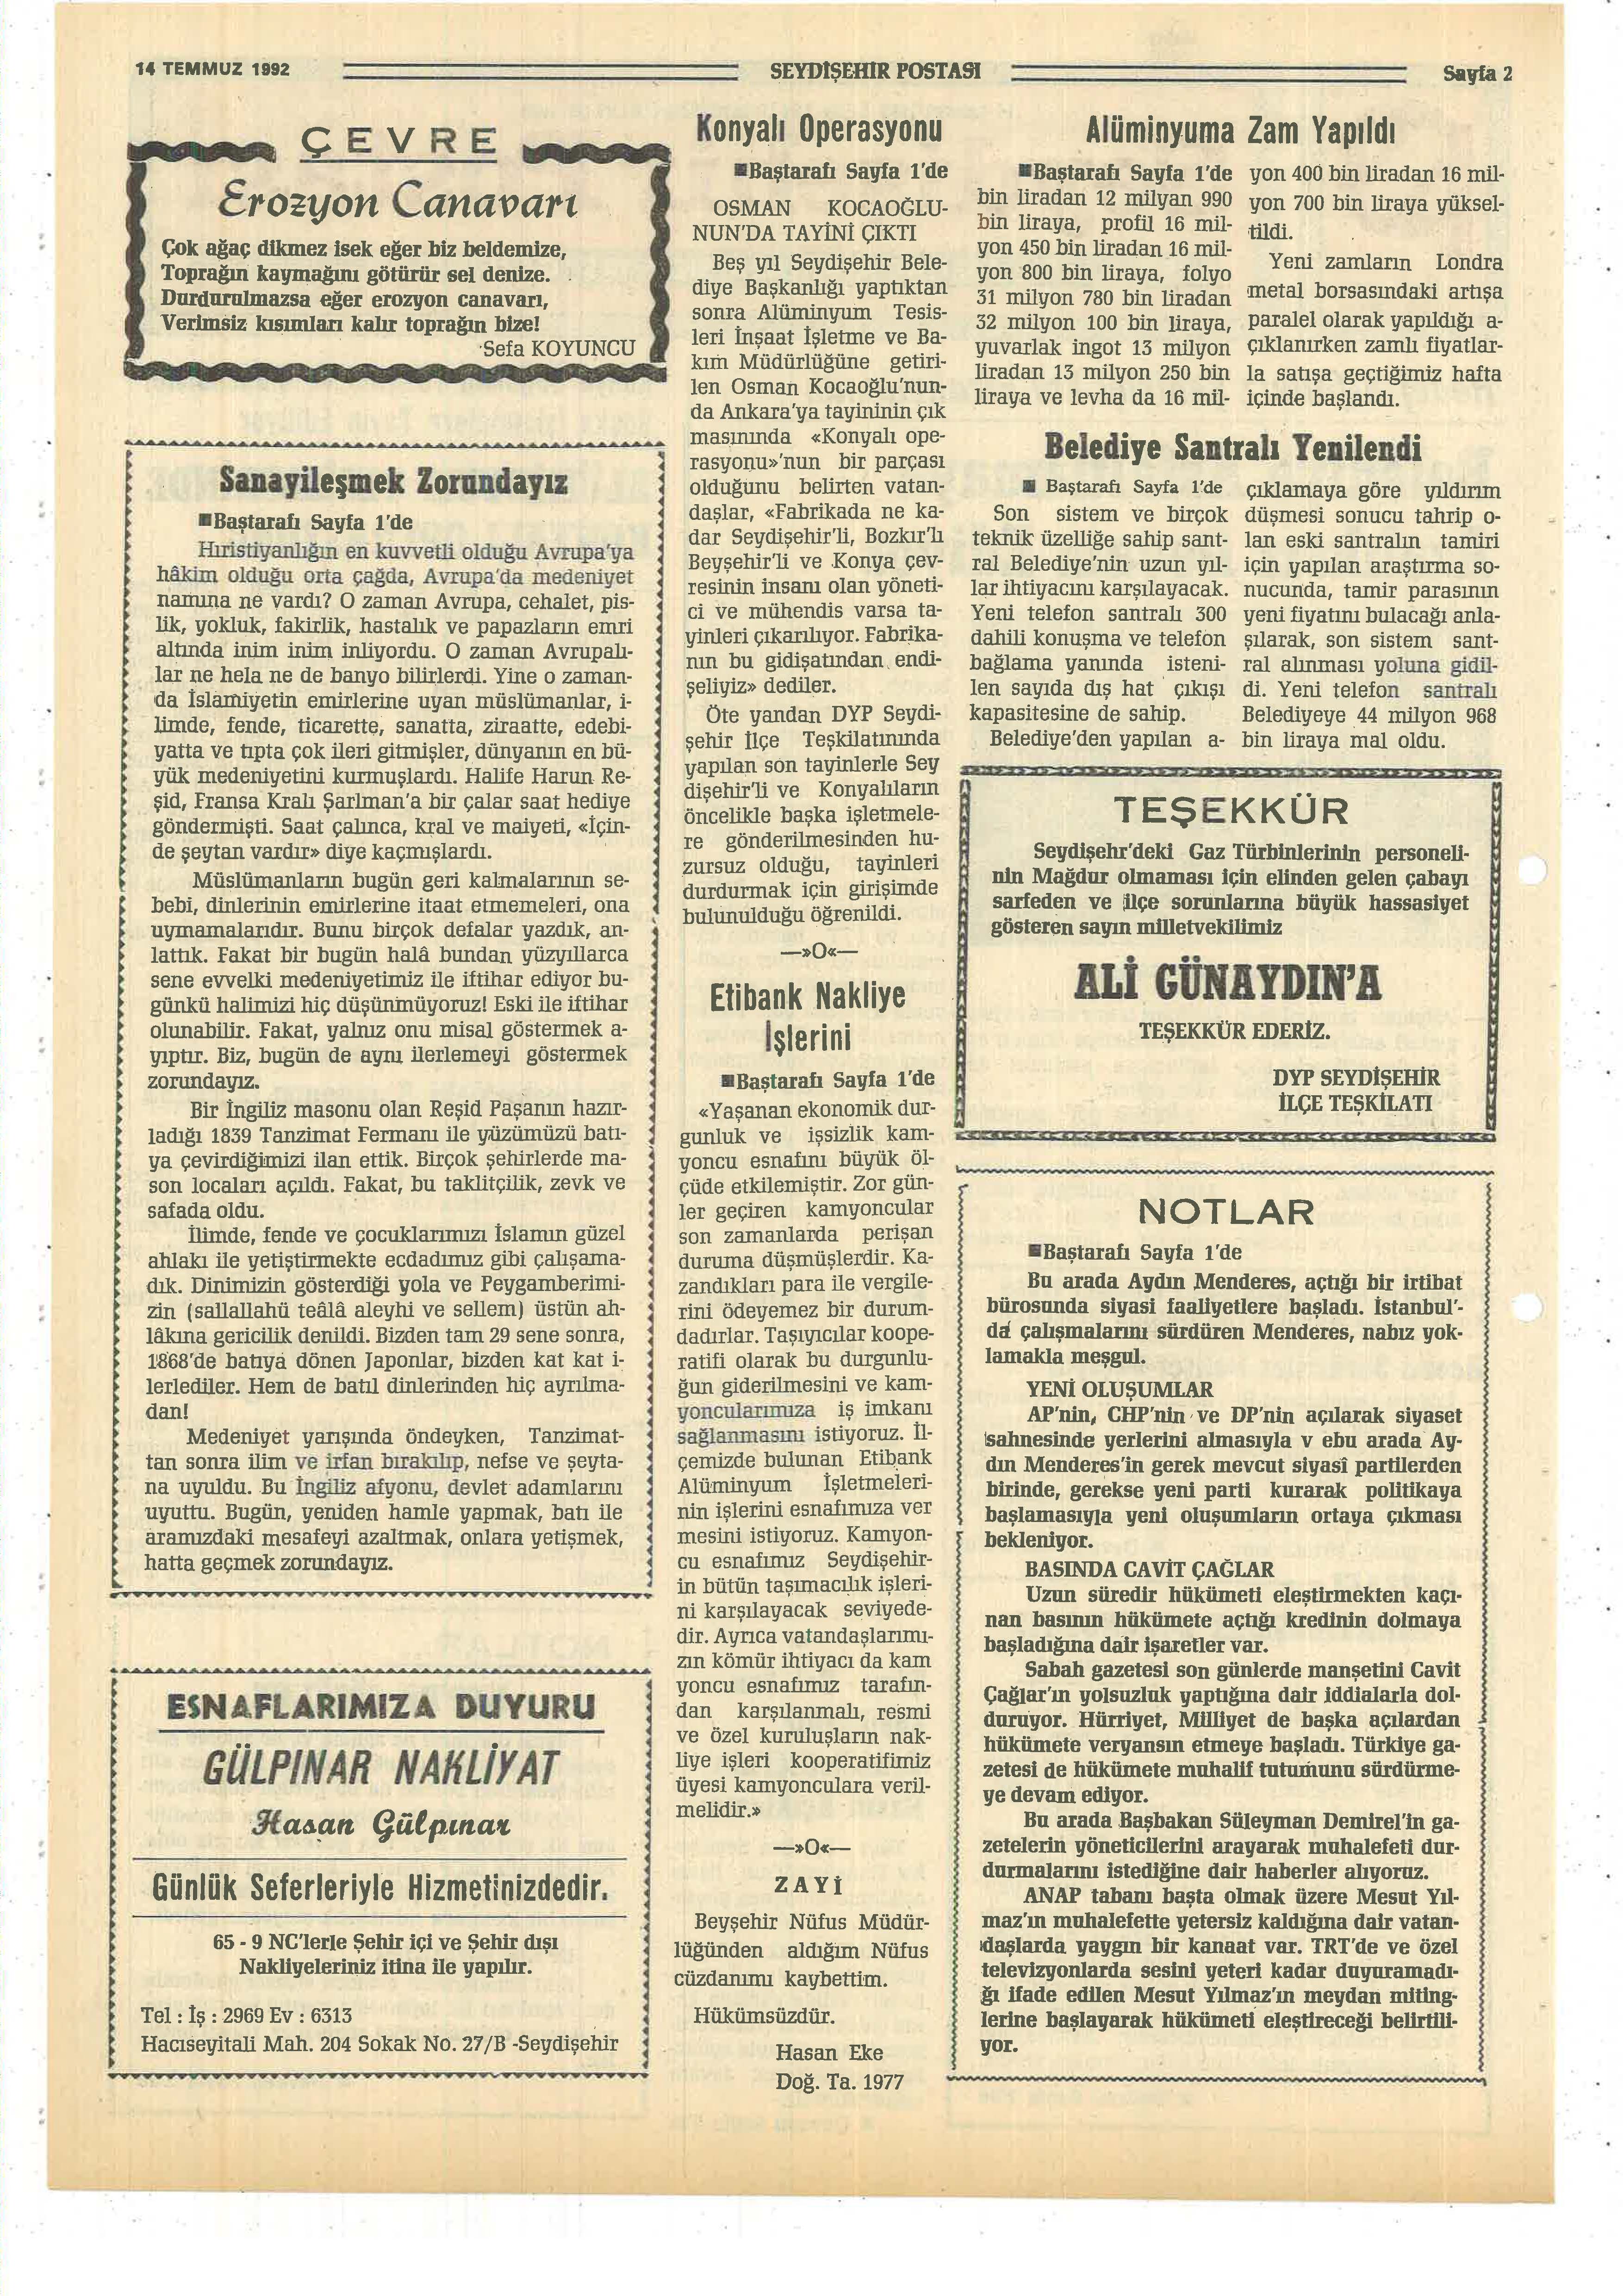 14 TEMMUZ 1992
SEYDİŞEHİR POSTASI
Sayfa 2
ÇEVRE
Erozyon Canavarı
Çok ağaç dikmez isek eğer biz beldemize,
Toprağın kaymağını götürür sel denize.
Durdurulmazsa eğer erozyon canavarı,
Verimsiz kısımları kalır toprağın bize!
Sefa KOYUNCU
Sanayileşmek Zorundayız
■Baştarafı Sayfa 1'de
Hıristiyanlığın en kuvvetli olduğu Avrupa'ya
hâkim olduğu orta çağda, Avrupa'da medeniyet
namına ne vardı? O zaman Avrupa, cehalet, pis-
lik, yokluk, fakirlik, hastalık ve papazların emri
altında inim inim inliyordu. O zaman Avrupalı-
lar ne hela ne de banyo bilirlerdi. Yine o zaman-
da İslamiyetin emirlerine uyan müslümanlar, i-
limde, fende, ticarette, sanatta, ziraatte, edebi-
yatta ve tıpta çok ileri gitmişler, dünyanın en bü-
yük medeniyetini kurmuşlardı. Halife Harun Re-
şid, Fransa Kralı Şarlman'a bir çalar saat hediye
göndermişti. Saat çalınca, kral ve maiyeti, «İçin-
de şeytan vardır» diye kaçmışlardı.
Müslümanların bugün geri kalmalarının se-
bebi, dinlerinin emirlerine itaat etmemeleri, ona
uymamalarıdır. Bunu birçok defalar yazdık, an-
lattık. Fakat bir bugün halâ bundan yüzyıllarca
sene evvelki medeniyetimiz ile iftihar ediyor bu-
günkü halimizi hiç düşünmüyoruz! Eski ile iftihar
olunabilir. Fakat, yalnız onu misal göstermek a-
yıptır. Biz, bugün de aynı ilerlemeyi göstermek
zorundayız.
Bir İngiliz masonu olan Reşid Paşanın hazır-
ladığı 1839 Tanzimat Fermanı ile yüzümüzü batı-
ya çevirdiğimizi ilan ettik. Birçok şehirlerde ma-
son locaları açıldı. Fakat, bu taklitçilik, zevk ve
safada oldu.
İlimde, fende ve çocuklarımızı İslamın güzel
ahlakı ile yetiştirmekte ecdadımız gibi çalışama-
dık. Dinimizin gösterdiği yola ve Peygamberimi-
zin (sallallahü teâlâ aleyhi ve sellem) üstün ah-
lâkına gericilik denildi. Bizden tam 29 sene sonra,
1868'de batıya dönen Japonlar, bizden kat kat i-
lerlediler. Hem de batıl dinlerinden hiç ayrılma-
dan!
Medeniyet yarışında öndeyken, Tanzimat-
tan sonra ilim ve irfan bırakılıp, nefse ve şeyta-
na uyuldu. Bu İngiliz afyonu, devlet adamlarını
uyuttu. Bugün, yeniden hamle yapmak, batı ile
aramızdaki mesafeyi azaltmak, onlara yetişmek,
hatta geçmek zorundayız.
ESNAFLARIMIZA DUYURU
GÜLPINAR NAKLİYAT
Hasan Gülpınar
Günlük Seferleriyle Hizmetinizdedir.
65 - 9 NC'lerle Şehir içi ve Şehir dışı
Nakliyeleriniz itina ile yapılır.
Tel : İş : 2969 Ev : 6313
Hacıseyitali Mah. 204 Sokak No. 27/B -Seydişehir
Konyalı Operasyonu
■Baştarafı Sayfa 1'de
OSMAN KOCAOĞLU-
NUN'DA TAYİNİ ÇIKTI
Beş yıl Seydişehir Bele-
diye Başkanlığı yaptıktan
sonra Alüminyum Tesis-
leri İnşaat İşletme ve Ba-
kım Müdürlüğüne getiri-
len Osman Kocaoğlu'nun-
da Ankara'ya tayininin çık
masınında «Konyalı ope-
rasyonu»'nun bir parçası
olduğunu belirten vatan-
daşlar, «Fabrikada ne ka-
dar Seydişehir'li, Bozkır'lı
Beyşehir'li ve Konya çev-
resinin insanı olan yöneti-
ci ve mühendis varsa ta-
yinleri çıkarılıyor. Fabrika-
nın bu gidişatından endi-
şeliyiz» dediler.
Öte yandan DYP Seydi-
şehir İlçe Teşkilatınında
yapılan son tayinlerle Sey
dişehir'li ve Konyalıların
öncelikle başka işletmele-
re gönderilmesinden hu-
zursuz olduğu, tayinleri
durdurmak için girişimde
bulunulduğu öğrenildi.
—»O«—
Etibank Nakliye
İşlerini
■Baştarafı Sayfa 1'de
«Yaşanan ekonomik dur-
gunluk ve işsizlik kam-
yoncu esnafını büyük öl-
çüde etkilemiştir. Zor gün-
ler geçiren kamyoncular
son zamanlarda perişan
duruma düşmüşlerdir. Ka-
zandıkları para ile vergile-
rini ödeyemez bir durum-
dadırlar. Taşıyıcılar koope-
ratifi olarak bu durgunlu-
ğun giderilmesini ve kam-
yoncularımıza iş imkanı
sağlanmasını istiyoruz. İl-
çemizde bulunan Etibank
Alüminyum İşletmeleri-
nin işlerini esnafımıza ver
mesini istiyoruz. Kamyon-
cu esnafımız Seydişehir-
in bütün taşımacılık işleri-
ni karşılayacak seviyede-
dir. Ayrıca vatandaşlarımı-
zın kömür ihtiyacı da kam
yoncu esnafımız tarafın-
dan karşılanmalı, resmi
ve özel kuruluşların nak-
liye işleri kooperatifimiz
üyesi kamyonculara veril-
melidir.»
—»O«—
ZAYİ
Beyşehir Nüfus Müdür-
lüğünden aldığım Nüfus
cüzdanımı kaybettim.
Hükümsüzdür.
Hasan Eke
Doğ. Ta. 1977
Alüminyuma Zam Yapıldı
■Baştarafı Sayfa 1'de
bin liradan 12 milyan 990
bin liraya, profil 16 mil-
yon 450 bin liradan 16 mil-
yon 800 bin liraya, folyo
31 milyon 780 bin liradan
32 milyon 100 bin liraya,
yuvarlak ingot 13 milyon
liradan 13 milyon 250 bin
liraya ve levha da 16 mil-
yon 400 bin liradan 16 mil-
yon 700 bin liraya yüksel-
tildi.
Yeni zamların Londra
metal borsasındaki artışa
paralel olarak yapıldığı a-
çıklanırken zamlı fiyatlar-
la satışa geçtiğimiz hafta
içinde başlandı.
Belediye Santralı Yenilendi
■ Baştarafı Sayfa 1'de
Son sistem ve birçok
teknik üzelliğe sahip sant-
ral Belediye'nin uzun yıl-
lar ihtiyacını karşılayacak.
Yeni telefon santralı 300
dahili konuşma ve telefon
bağlama yanında isteni-
len sayıda dış hat çıkışı
kapasitesine de sahip.
Belediye'den yapılan a-
çıklamaya göre yıldırım
düşmesi sonucu tahrip o-
lan eski santralın tamiri
için yapılan araştırma so-
nucunda, tamir parasının
yeni fiyatını bulacağı anla-
şılarak, son sistem sant-
ral alınması yoluna gidil-
di. Yeni telefon santralı
Belediyeye 44 milyon 968
bin liraya mal oldu.
TEŞEKKÜR
Seydişehr'deki Gaz Türbinlerinin personeli-
nin Mağdur olmaması için elinden gelen çabayı
sarfeden ve ilçe sorunlarına büyük hassasiyet
gösteren sayın milletvekilimiz
ALİ GÜNAYDIN'A
TEŞEKKÜR EDERİZ.
DYP SEYDİŞEHİR
İLÇE TEŞKİLATI
NOTLAR
■Baştarafı Sayfa 1'de
Bu arada Aydın Menderes, açtığı bir irtibat
bürosunda siyasi faaliyetlere başladı. İstanbul'-
da çalışmalarını sürdüren Menderes, nabız yok-
lamakla meşgul.
YENİ OLUŞUMLAR
AP'nin, CHP'nin ve DP'nin açılarak siyaset
sahnesinde yerlerini almasıyla v ebu arada Ay-
dın Menderes'in gerek mevcut siyasî partilerden
birinde, gerekse yeni parti kurarak politikaya
başlamasıyla yeni oluşumların ortaya çıkması
bekleniyor.
BASINDA CAVİT ÇAĞLAR
Uzun süredir hükümeti eleştirmekten kaçı-
nan basının hükümete açtığı kredinin dolmaya
başladığına dair işaretler var.
Sabah gazetesi son günlerde manşetini Cavit
Çağlar'ın yolsuzluk yaptığına dair iddialarla dol-
duruyor. Hürriyet, Milliyet de başka açılardan
hükümete veryansın etmeye başladı. Türkiye ga-
zetesi de hükümete muhalif tutumunu sürdürme-
ye devam ediyor.
Bu arada Başbakan Süleyman Demirel'in ga-
zetelerin yöneticilerini arayarak muhalefeti dur-
durmalarını istediğine dair haberler alıyoruz.
ANAP tabanı başta olmak üzere Mesut Yıl-
maz'ın muhalefette yetersiz kaldığına dair vatan-
daşlarda yaygın bir kanaat var. TRT'de ve özel
televizyonlarda sesini yeteri kadar duyuramadı-
ğı ifade edilen Mesut Yılmaz'ın meydan miting-
lerine başlayarak hükümeti eleştireceği belirtili-
yor.